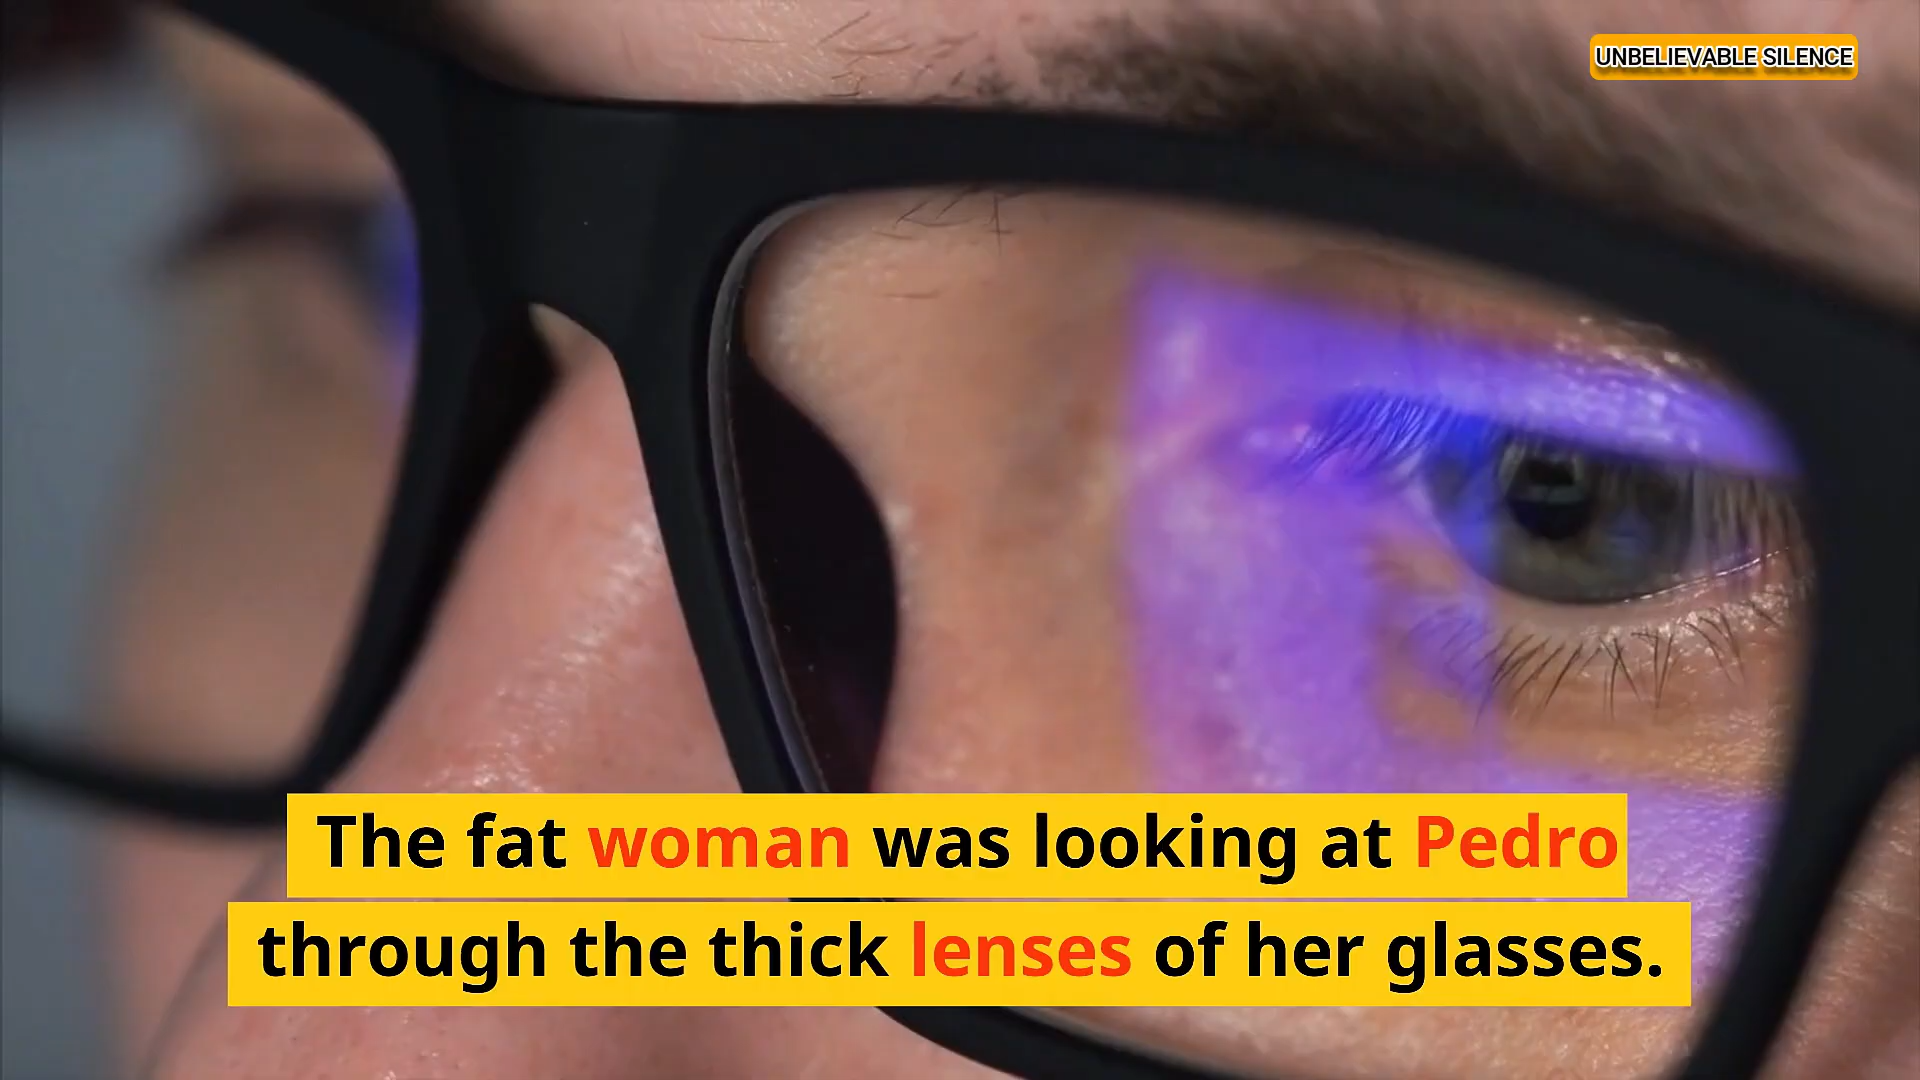 UNBELIEVABLE SILENCE
The fat woman was looking at Pedro
through the thick lenses of her glasses.